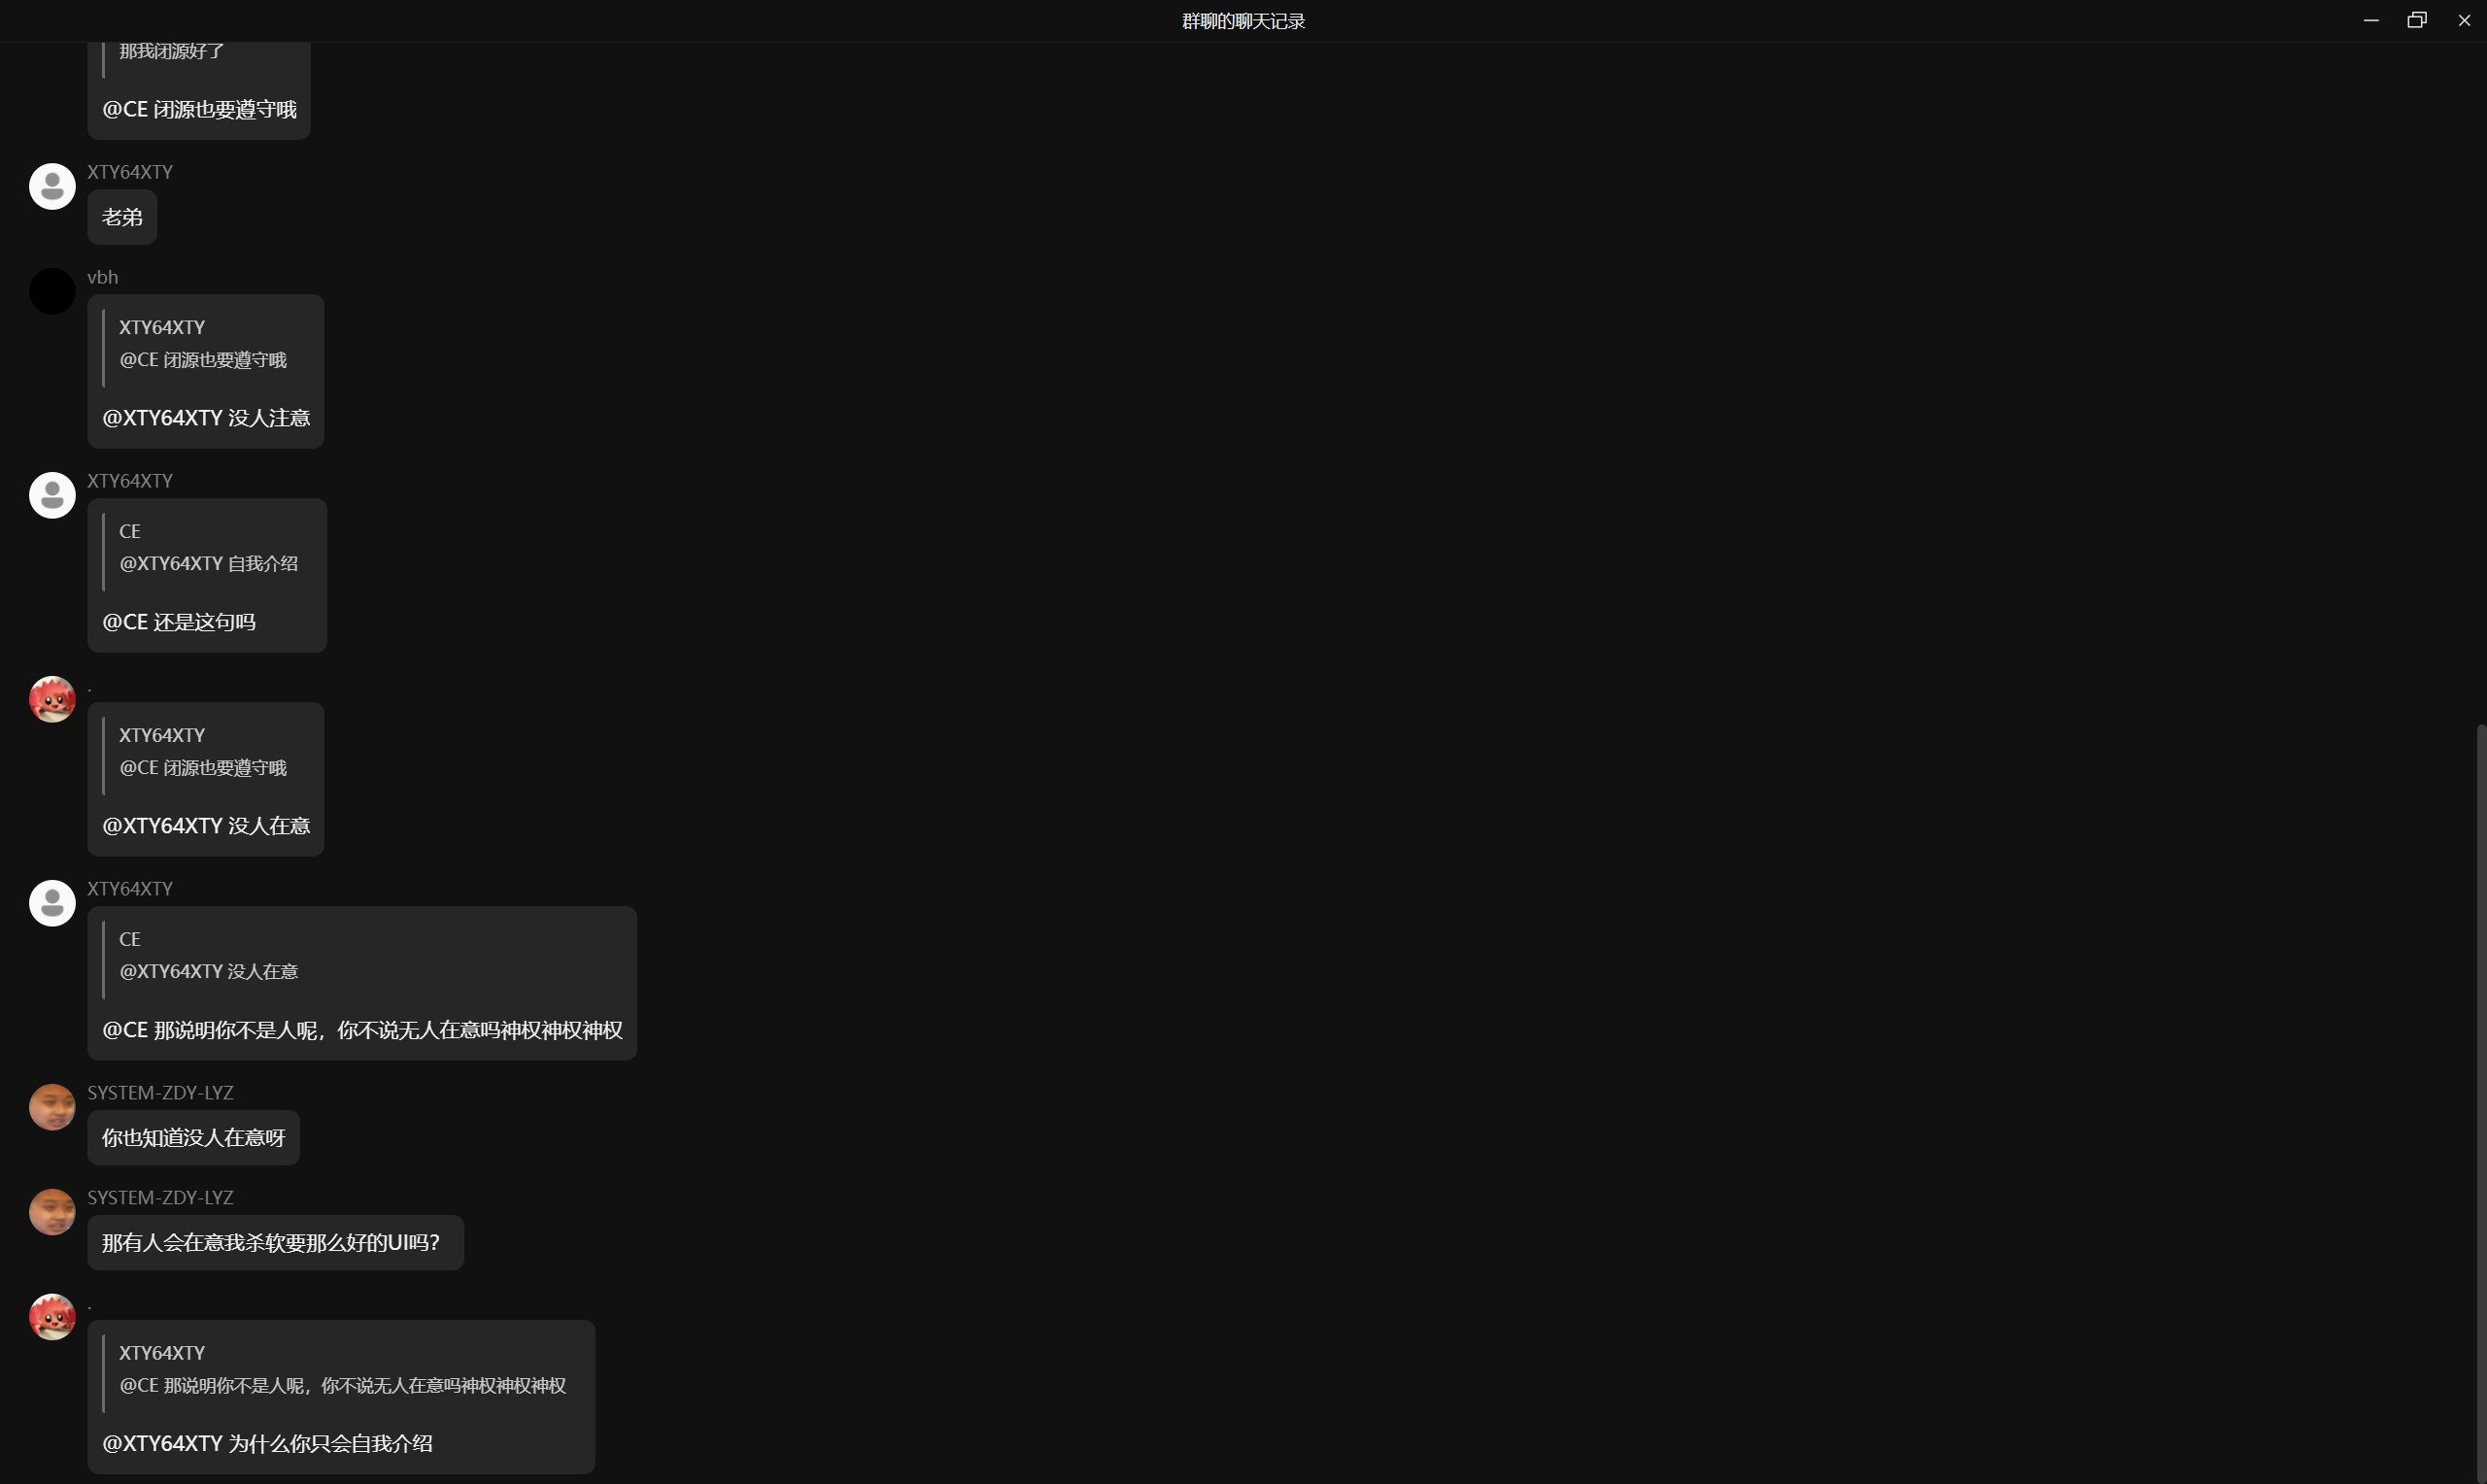 群聊的聊天记录
那我闭源好了
@CE 闭源也要遵守哦
XTY64XTY
老弟
vbh
XTY64XTY
@CE 闭源也要遵守哦
@XTY64XTY 没人注意
XTY64XTY
CE
@XTY64XTY 自我介绍
@CE 还是这句吗
.
XTY64XTY
@CE 闭源也要遵守哦
@XTY64XTY 没人在意
XTY64XTY
CE
@XTY64XTY 没人在意
@CE 那说明你不是人呢，你不说无人在意吗神权神权神权
SYSTEM-ZDY-LYZ
你也知道没人在意呀
SYSTEM-ZDY-LYZ
那有人会在意我杀软要那么好的UI吗？
.
XTY64XTY
@CE 那说明你不是人呢，你不说无人在意吗神权神权神权
@XTY64XTY 为什么你只会自我介绍